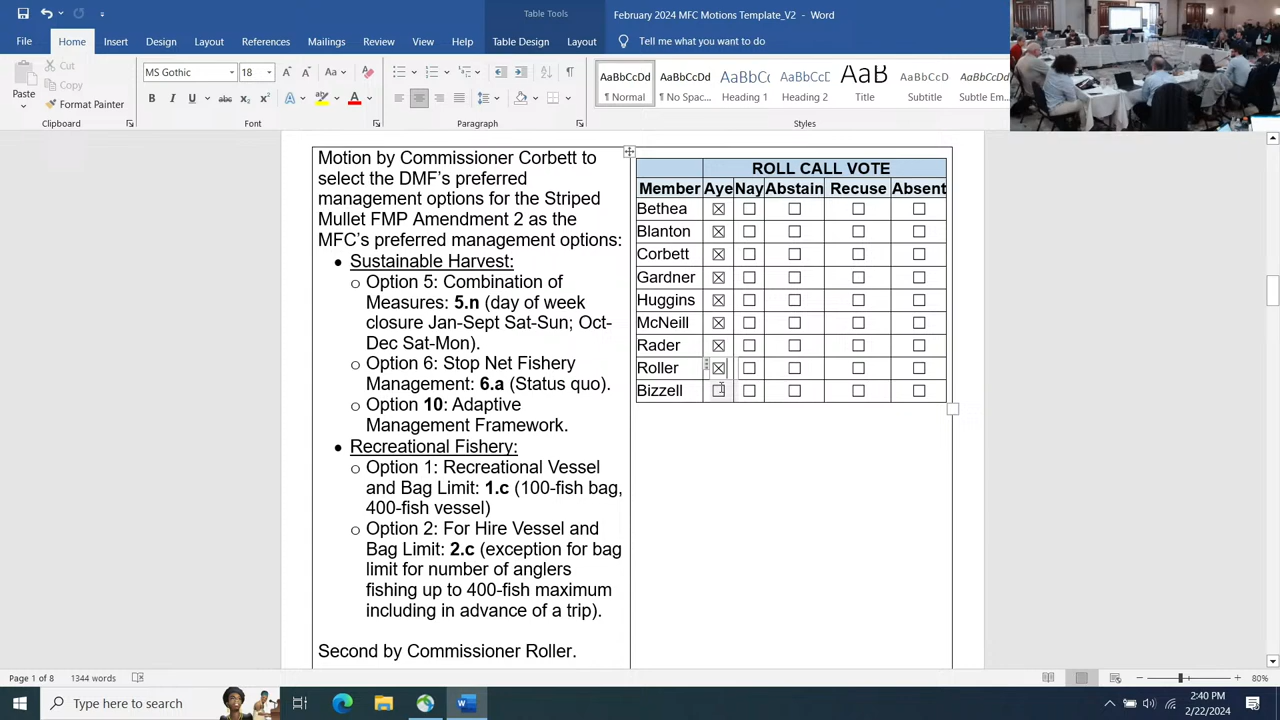 Table Tools
February 2024 MFC Motions Template_V2 - Word
File Home Insert Design Layout References Mailings Review View Help Table Design Layout Tell me what you want to do
Paste
Cut
Copy
Format Painter
MS Gothic 18
AaBbCcDd AaBbCcDd AaBbCc AaBbCcD AaB AaBbCcD AaBbCcDd
¶ Normal ¶ No Spac... Heading 1 Heading 2 Title Subtitle Subtle Em...
Clipboard Font Paragraph Styles
Motion by Commissioner Corbett to
select the DMF's preferred
management options for the Striped
Mullet FMP Amendment 2 as the
MFC's preferred management options:
• Sustainable Harvest:
o Option 5: Combination of
Measures: 5.n (day of week
closure Jan-Sept Sat-Sun; Oct-
Dec Sat-Mon).
o Option 6: Stop Net Fishery
Management: 6.a (Status quo).
o Option 10: Adaptive
Management Framework.
• Recreational Fishery:
o Option 1: Recreational Vessel
and Bag Limit: 1.c (100-fish bag,
400-fish vessel)
o Option 2: For Hire Vessel and
Bag Limit: 2.c (exception for bag
limit for number of anglers
fishing up to 400-fish maximum
including in advance of a trip).
Second by Commissioner Roller.
ROLL CALL VOTE
Member Aye Nay Abstain Recuse Absent
Bethea ☒ ☐ ☐ ☐ ☐
Blanton ☒ ☐ ☐ ☐ ☐
Corbett ☒ ☐ ☐ ☐ ☐
Gardner ☒ ☐ ☐ ☐ ☐
Huggins ☒ ☐ ☐ ☐ ☐
McNeill ☒ ☐ ☐ ☐ ☐
Rader ☒ ☐ ☐ ☐ ☐
Roller ☒ ☐ ☐ ☐ ☐
Bizzell ☐ ☐ ☐ ☐ ☐
Page 1 of 8 1344 words 80%
Type here to search
2:40 PM
2/22/2024